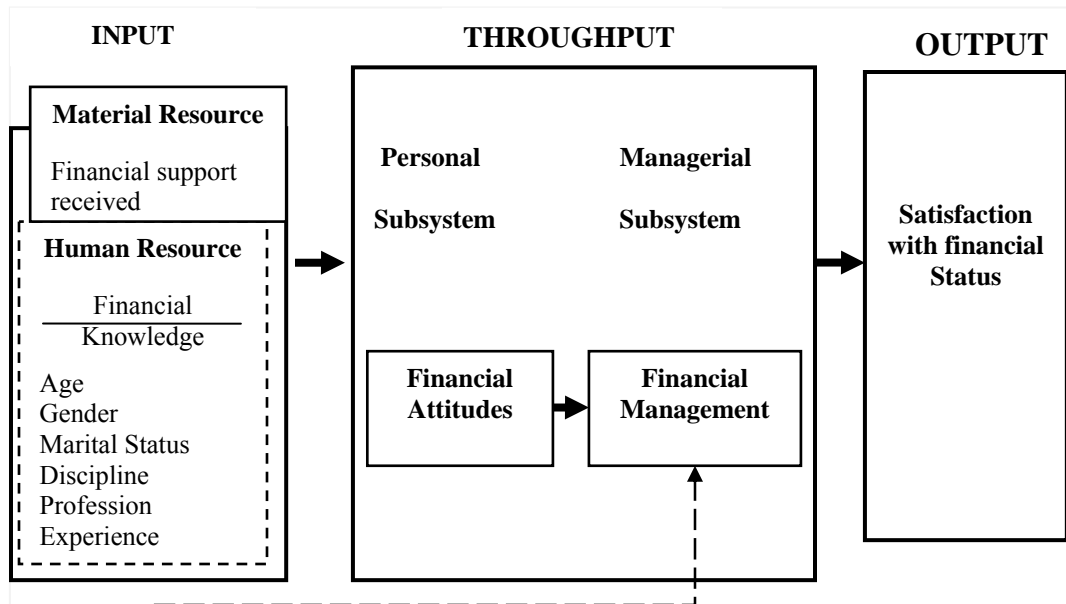 INPUT
Material Resource
Financial support
received
Human Resource
Financial
Knowledge
Age
Gender
Marital Status
Discipline
Profession
Experience
THROUGHPUT
Personal
Subsystem
Managerial
Subsystem
Financial
Attitudes
Financial
Management
OUTPUT
Satisfaction
with financial
Status